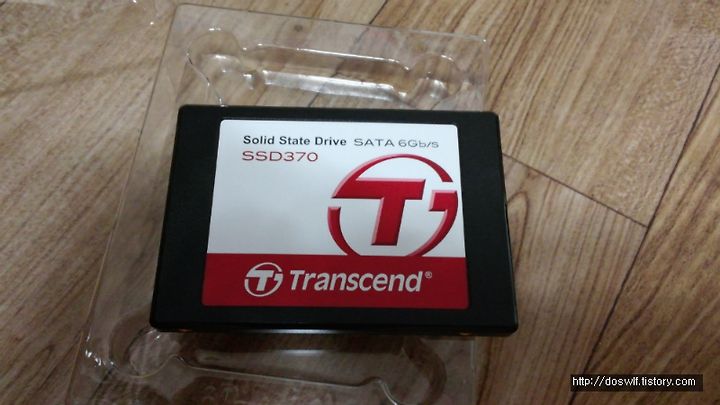 Solid State Drive SATA 6Gb/s
SSD370
Transcend®
http://doswlf.tistory.com